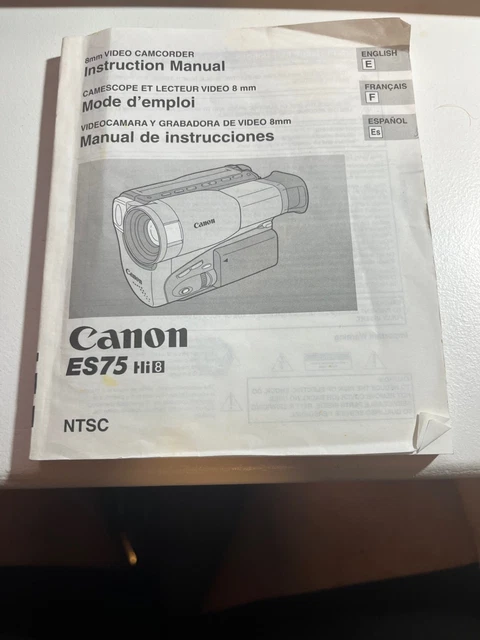 8mm VIDEO CAMCORDER
Instruction Manual
ENGLISH
E
CAMESCOPE ET LECTEUR VIDEO 8 mm
Mode d'emploi
FRANÇAIS
F
VIDEOCAMARA Y GRABADORA DE VIDEO 8mm
Manual de instrucciones
ESPAÑOL
Es
Canon
Canon
Canon
ES75 Hi8
NTSC